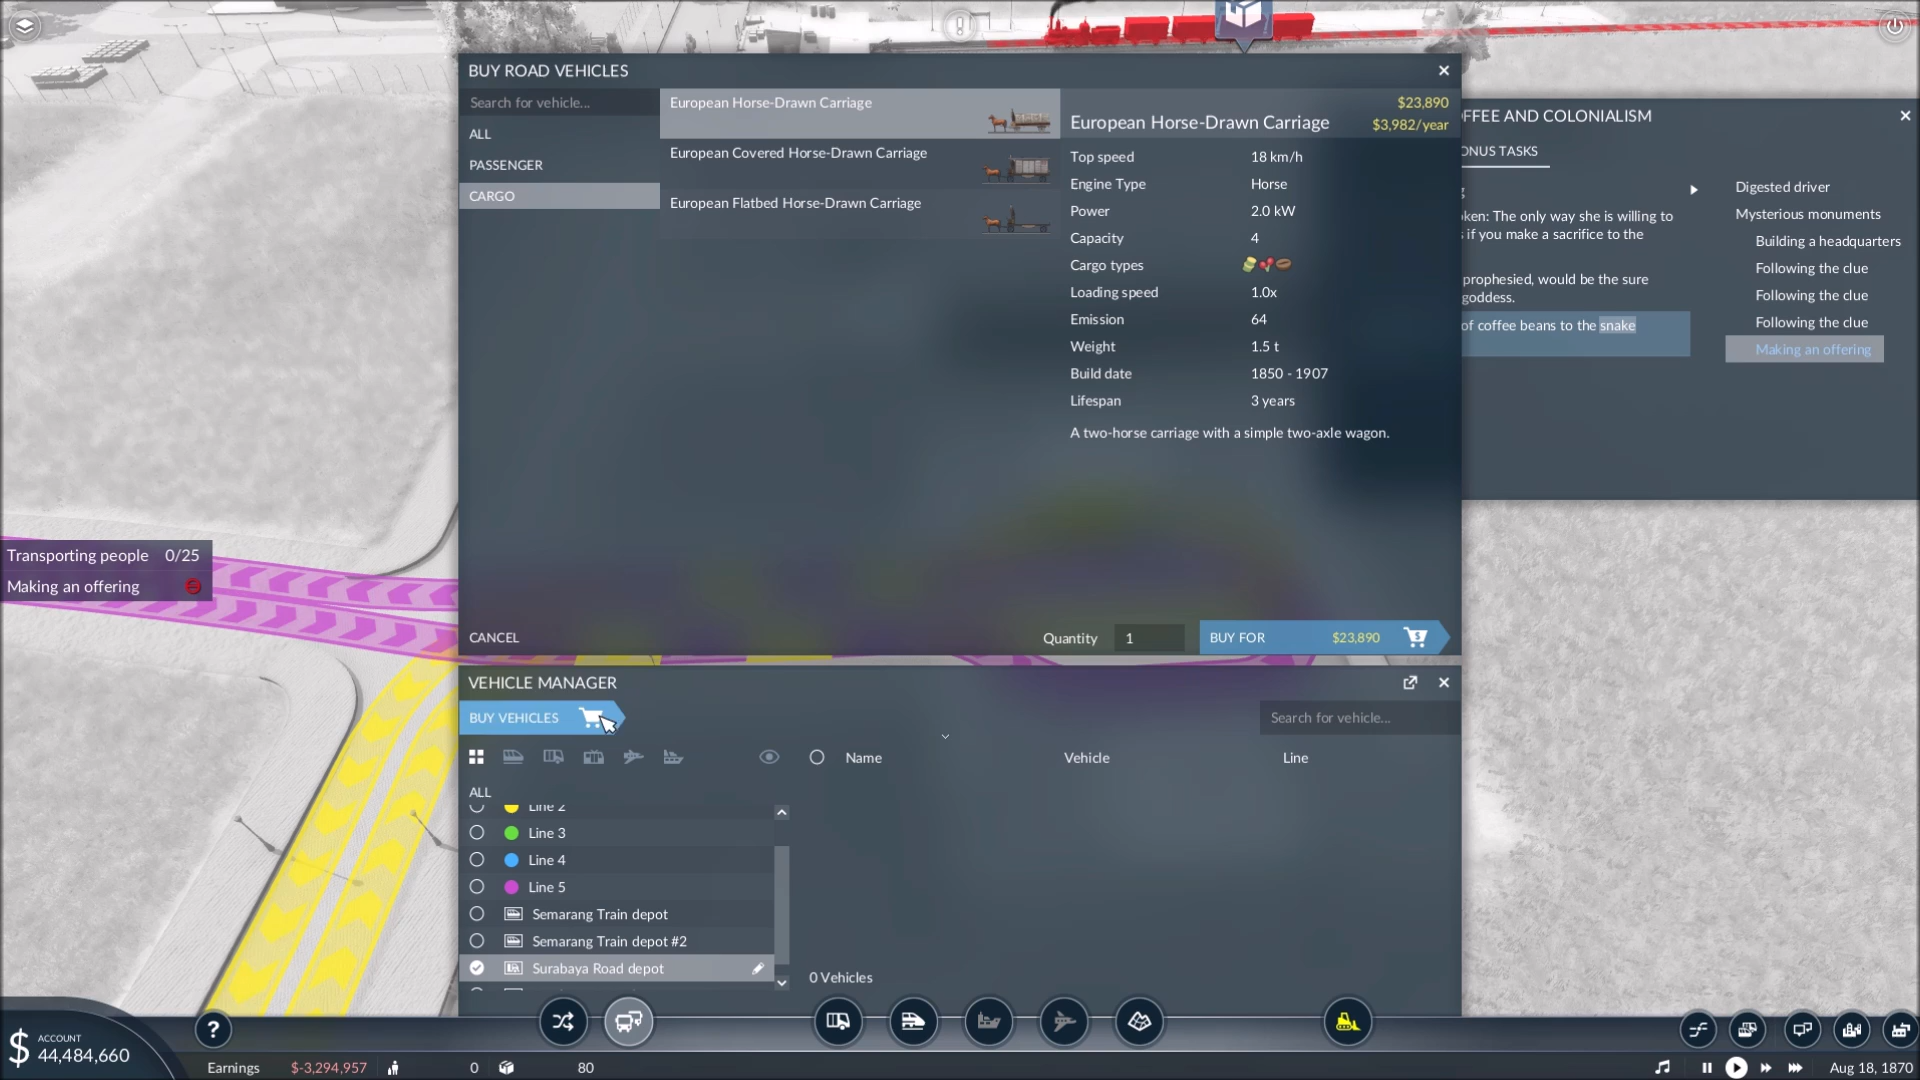 BUY ROAD VEHICLES
Search for vehicle...
ALL
PASSENGER
CARGO
European Horse-Drawn Carriage
European Covered Horse-Drawn Carriage
European Flatbed Horse-Drawn Carriage
$23,890
European Horse-Drawn Carriage $3,982/year
Top speed 18 km/h
Engine Type Horse
Power 2.0 kW
Capacity 4
Cargo types
Loading speed 1.0x
Emission 64
Weight 1.5 t
Build date 1850 - 1907
Lifespan 3 years
A two-horse carriage with a simple two-axle wagon.
CANCEL
Quantity 1
BUY FOR $23,890
FFEE AND COLONIALISM
ONUS TASKS
g
ken: The only way she is willing to
s if you make a sacrifice to the
prophesied, would be the sure
goddess.
of coffee beans to the snake
Digested driver
Mysterious monuments
Building a headquarters
Following the clue
Following the clue
Following the clue
Making an offering
Transporting people 0/25
Making an offering
VEHICLE MANAGER
BUY VEHICLES
Search for vehicle...
Name Vehicle Line
ALL
Line 2
Line 3
Line 4
Line 5
Semarang Train depot
Semarang Train depot #2
Surabaya Road depot
0 Vehicles
?
$ ACCOUNT
44,484,660
Earnings $-3,294,957 0 80
Aug 18, 1870